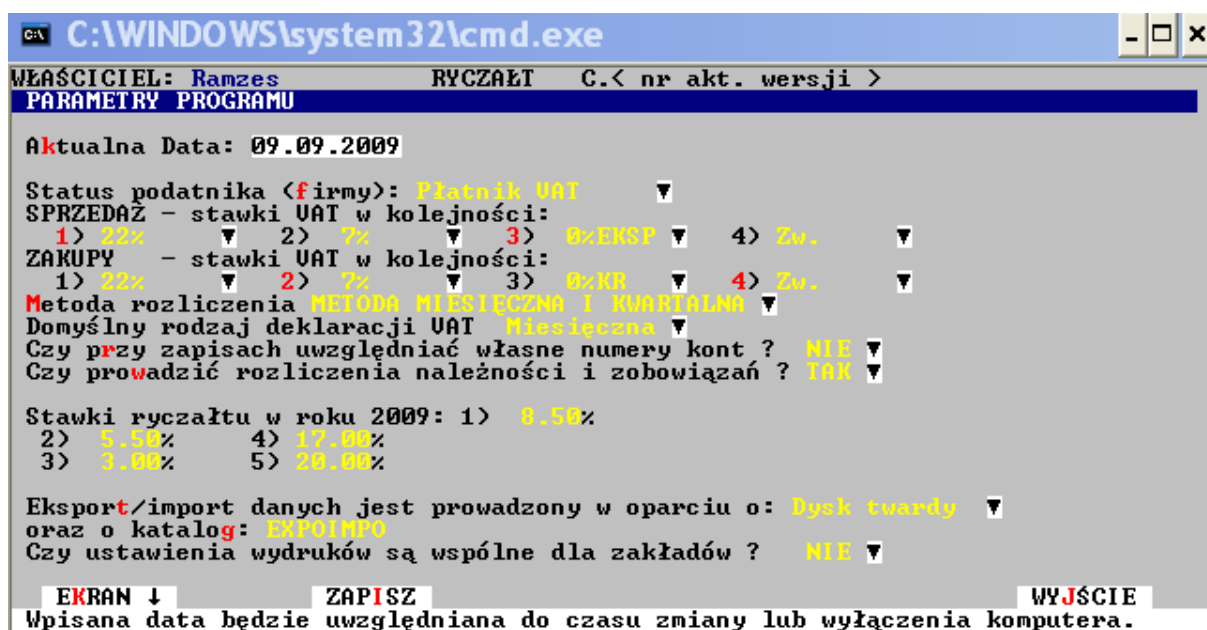 C:\WINDOWS\system32\cmd.exe
WŁAŚCICIEL: Ramzes RYCZAŁT C.< nr akt. wersji >
PARAMETRY PROGRAMU
Aktualna Data: 09.09.2009
Status podatnika (firmy): Płatnik VAT ▼
SPRZEDAŻ - stawki VAT w kolejności:
1) 22% ▼ 2) 7% ▼ 3) 0%EKSP ▼ 4) Zw. ▼
ZAKUPY - stawki VAT w kolejności:
1) 22% ▼ 2) 7% ▼ 3) 0%KR ▼ 4) Zw. ▼
Metoda rozliczenia METODA MIESIĘCZNA I KWARTALNA ▼
Domyślny rodzaj deklaracji VAT Miesięczna ▼
Czy przy zapisach uwzględniać własne numery kont ? NIE ▼
Czy prowadzić rozliczenia należności i zobowiązań ? TAK ▼
Stawki ryczałtu w roku 2009: 1) 8.50%
2) 5.50% 4) 17.00%
3) 3.00% 5) 20.00%
Eksport/import danych jest prowadzony w oparciu o: Dysk twardy ▼
oraz o katalog: EXPOIMPO
Czy ustawienia wydruków są wspólne dla zakładów ? NIE ▼
EKRAN ↓ ZAPISZ WYJŚCIE
Wpisana data będzie uwzględniana do czasu zmiany lub wyłączenia komputera.